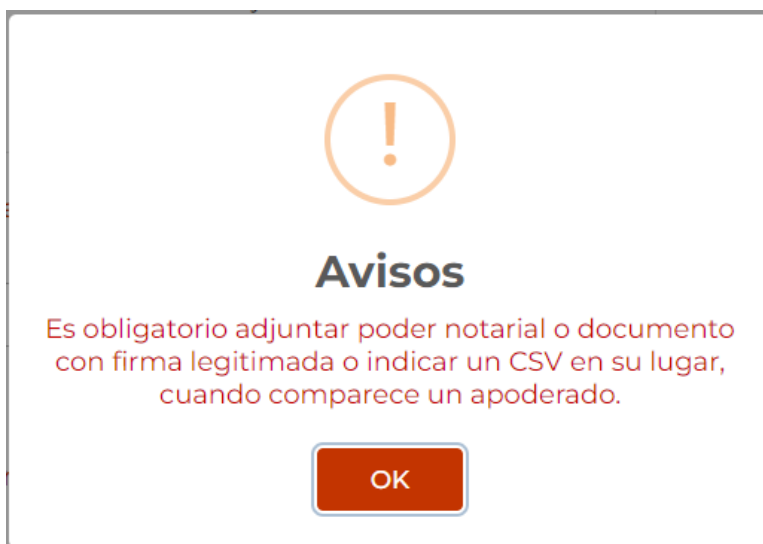 Avisos
Es obligatorio adjuntar poder notarial o documento
con firma legitimada o indicar un CSV en su lugar,
cuando comparece un apoderado.
OK